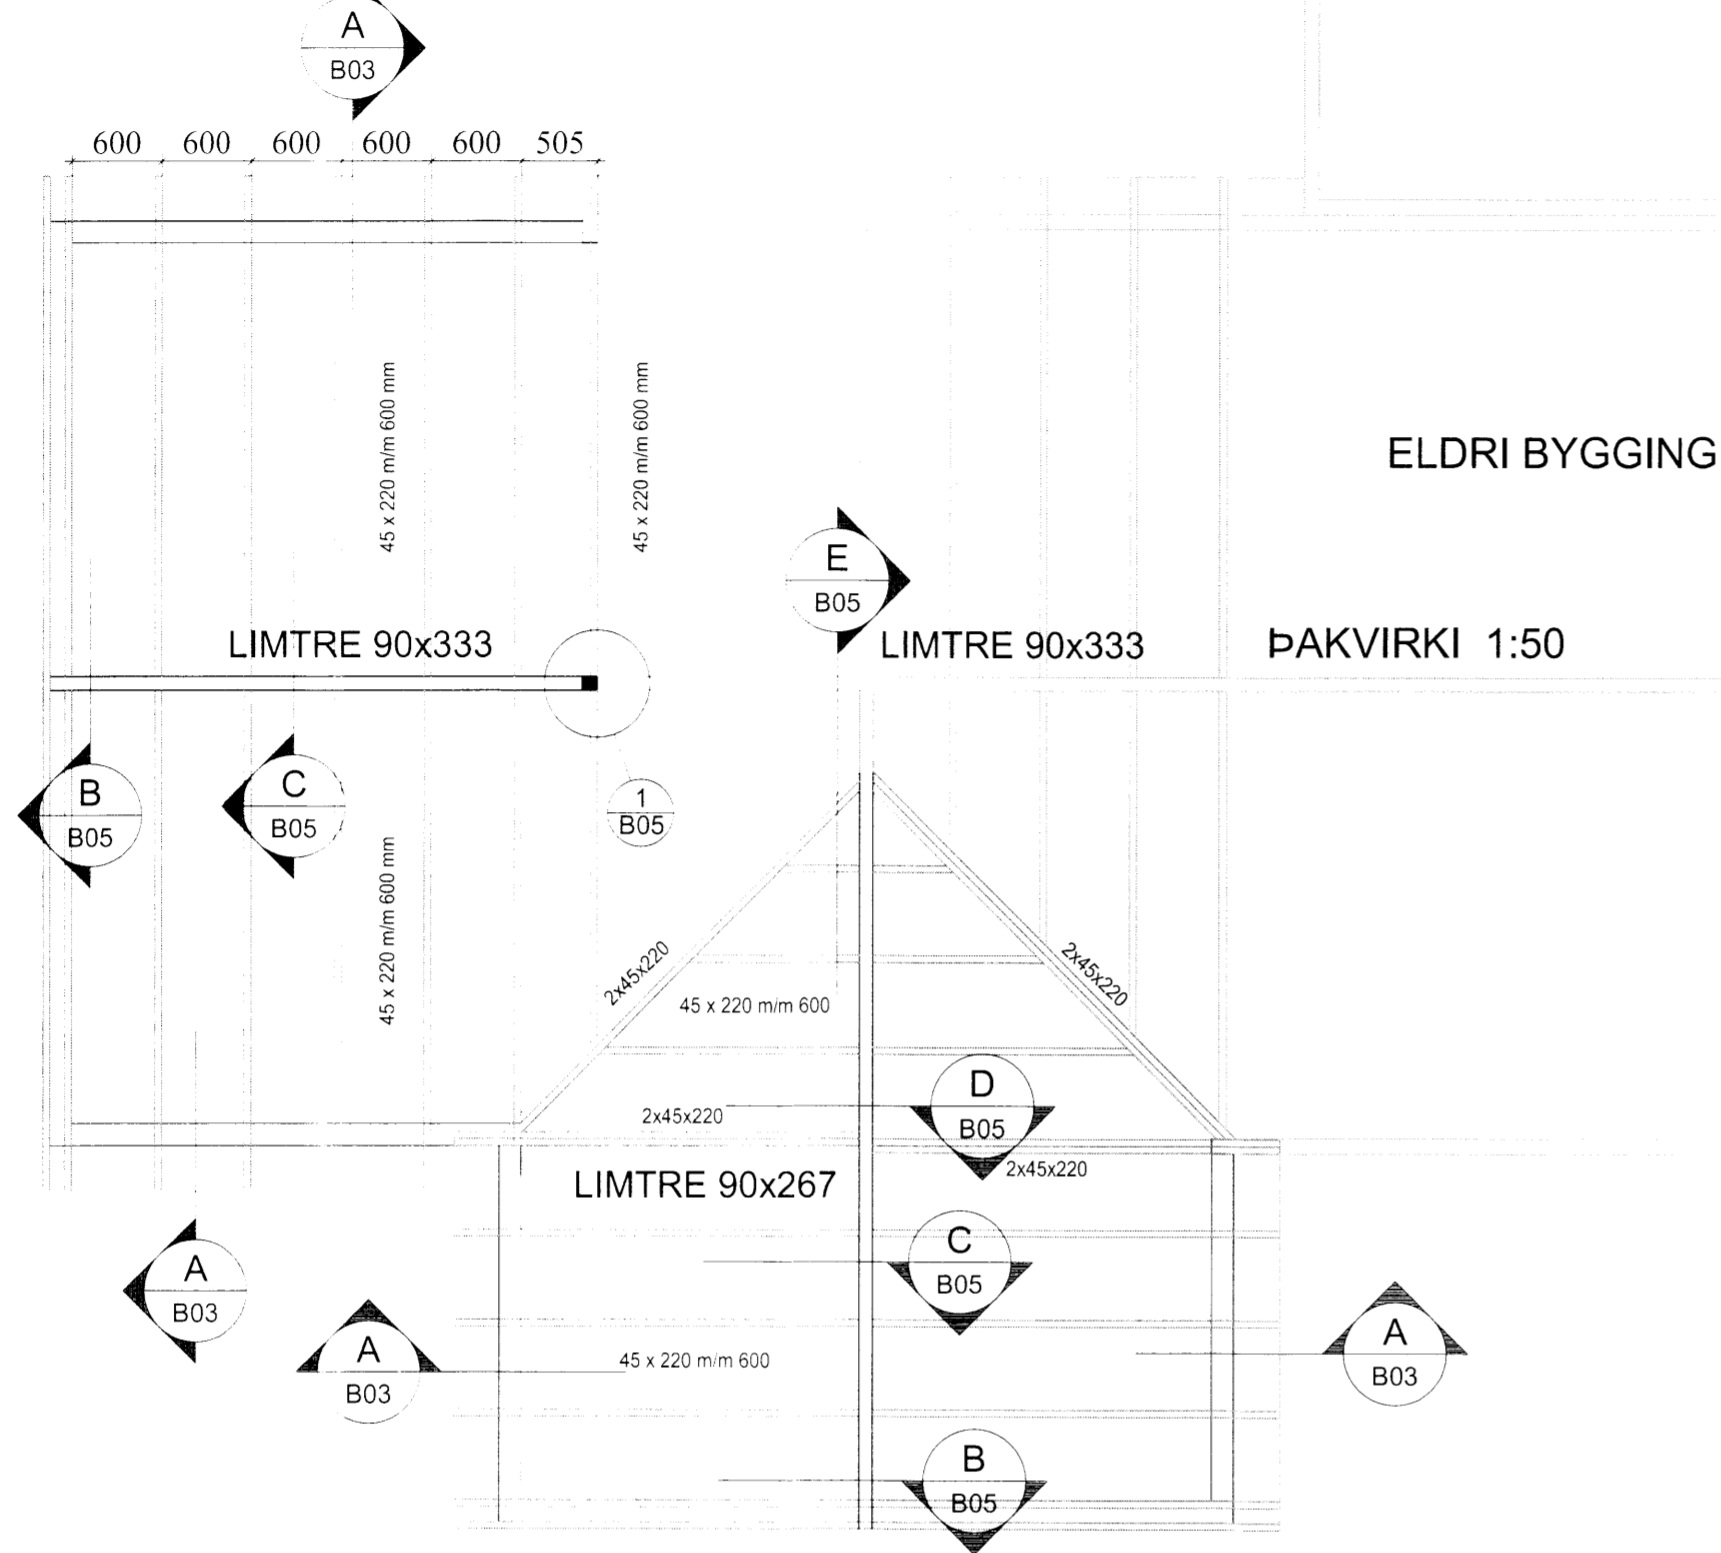 A
B03
600 600 600 600 600 505
45 x 220 m/m 600 mm
45 x 220 m/m 600 mm
ELDRI BYGGING
E
B05
LIMTRE 90x333
LIMTRE 90x333
ÞAKVIRKI 1:50
B
B05
C
B05
1
B05
45 x 220 m/m 600 mm
2x45x220
2x45x220
45 x 220 m/m 600
D
B05
2x45x220
2x45x220
LIMTRE 90x267
C
B05
A
B03
A
B03
45 x 220 m/m 600
A
B03
B
B05